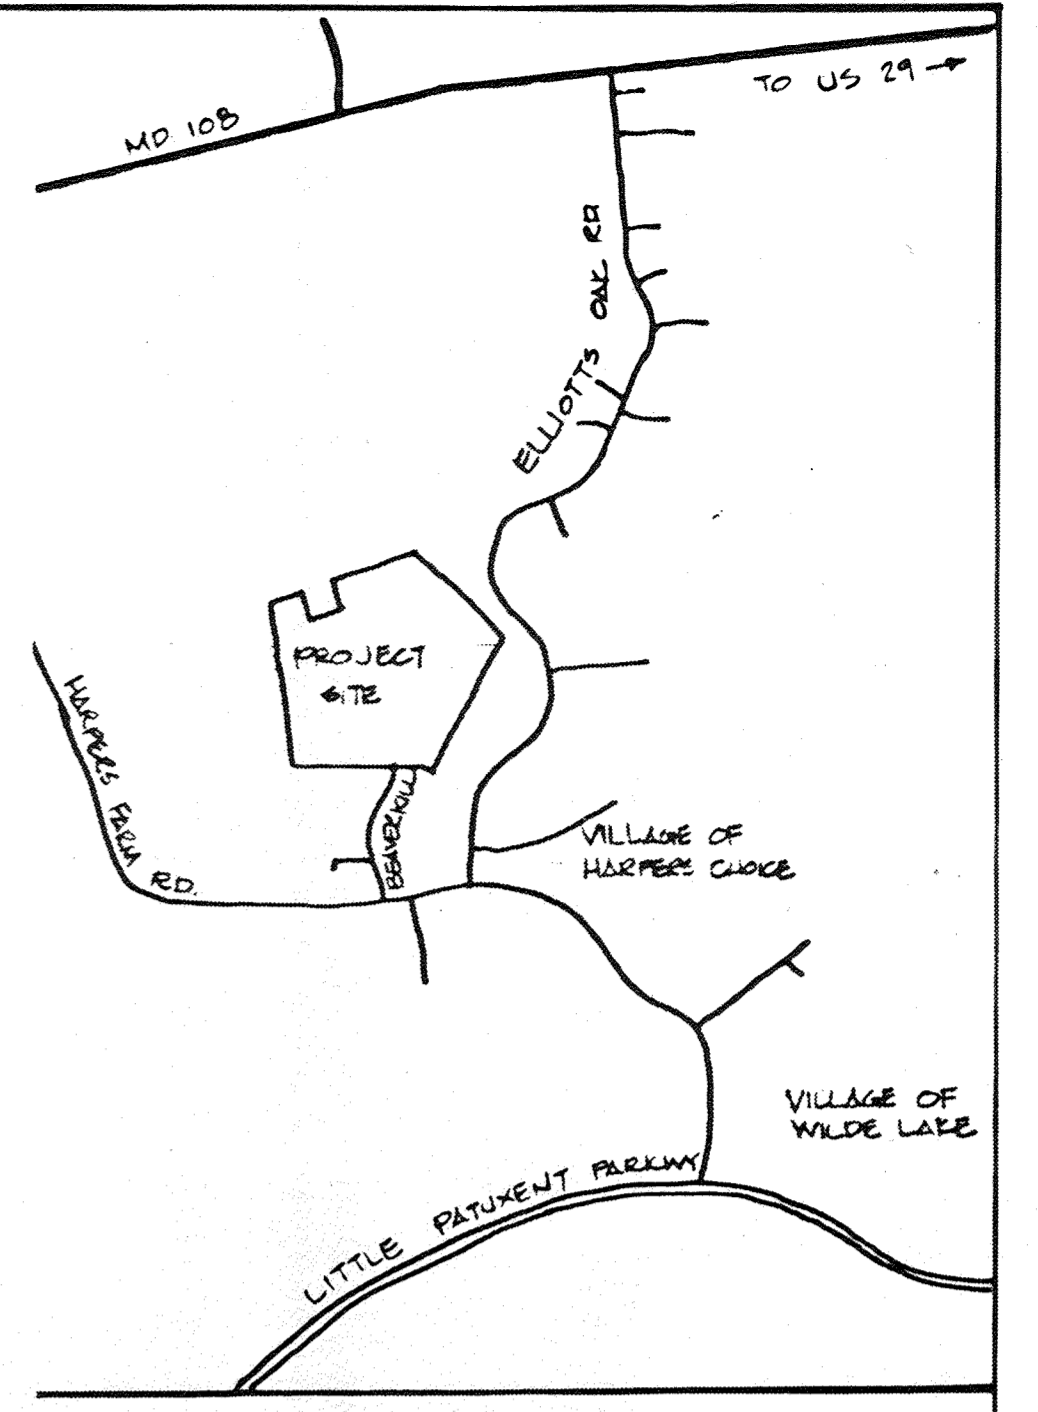 TO US 29
MD 108
ELLIOTTS OAK RD
PROJECT
SITE
HARPERS FARM RD.
BEAVERKILL
VILLAGE OF
HARPERS CHOICE
VILLAGE OF
WILDE LAKE
LITTLE PATUXENT PARKWY